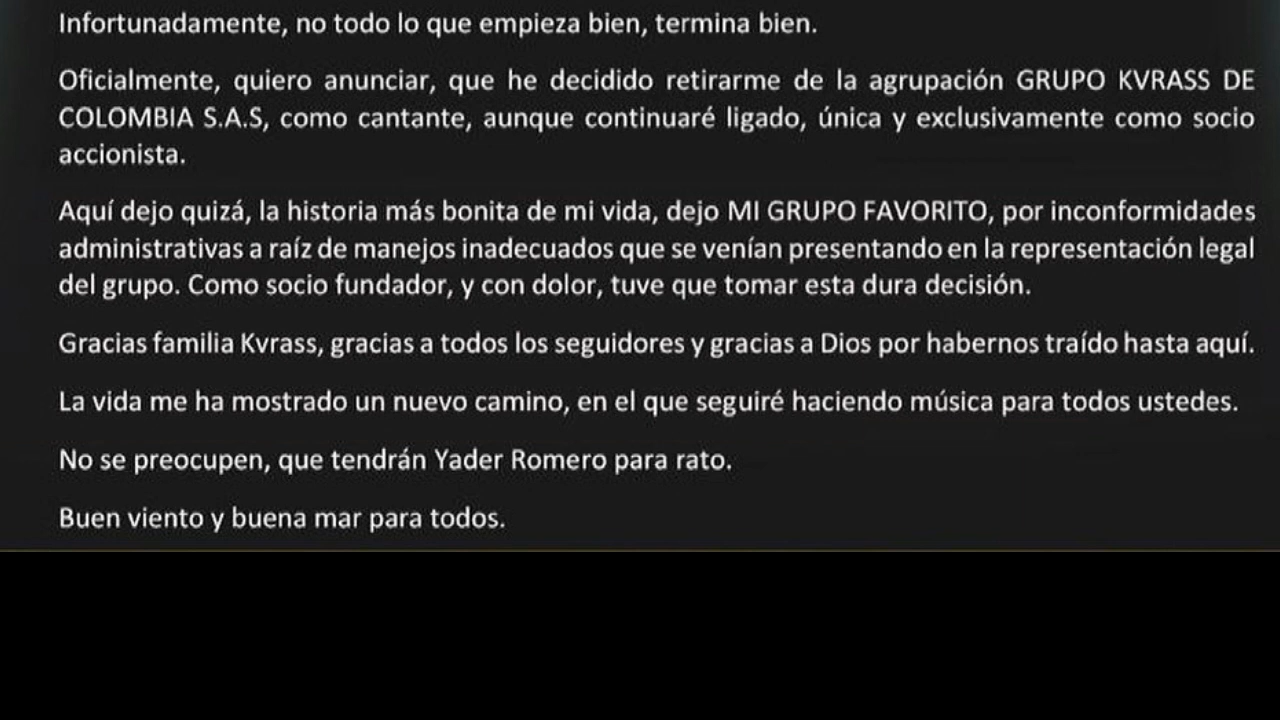 Infortunadamente, no todo lo que empieza bien, termina bien.
Oficialmente, quiero anunciar, que he decidido retirarme de la agrupación GRUPO KVRASS DE
COLOMBIA S.A.S, como cantante, aunque continuaré ligado, única y exclusivamente como socio
accionista.
Aquí dejo quizá, la historia más bonita de mi vida, dejo MI GRUPO FAVORITO, por inconformidades
administrativas a raíz de manejos inadecuados que se venían presentando en la representación legal
del grupo. Como socio fundador, y con dolor, tuve que tomar esta dura decisión.
Gracias familia Kvrass, gracias a todos los seguidores y gracias a Dios por habernos traído hasta aquí.
La vida me ha mostrado un nuevo camino, en el que seguiré haciendo música para todos ustedes.
No se preocupen, que tendrán Yader Romero para rato.
Buen viento y buena mar para todos.